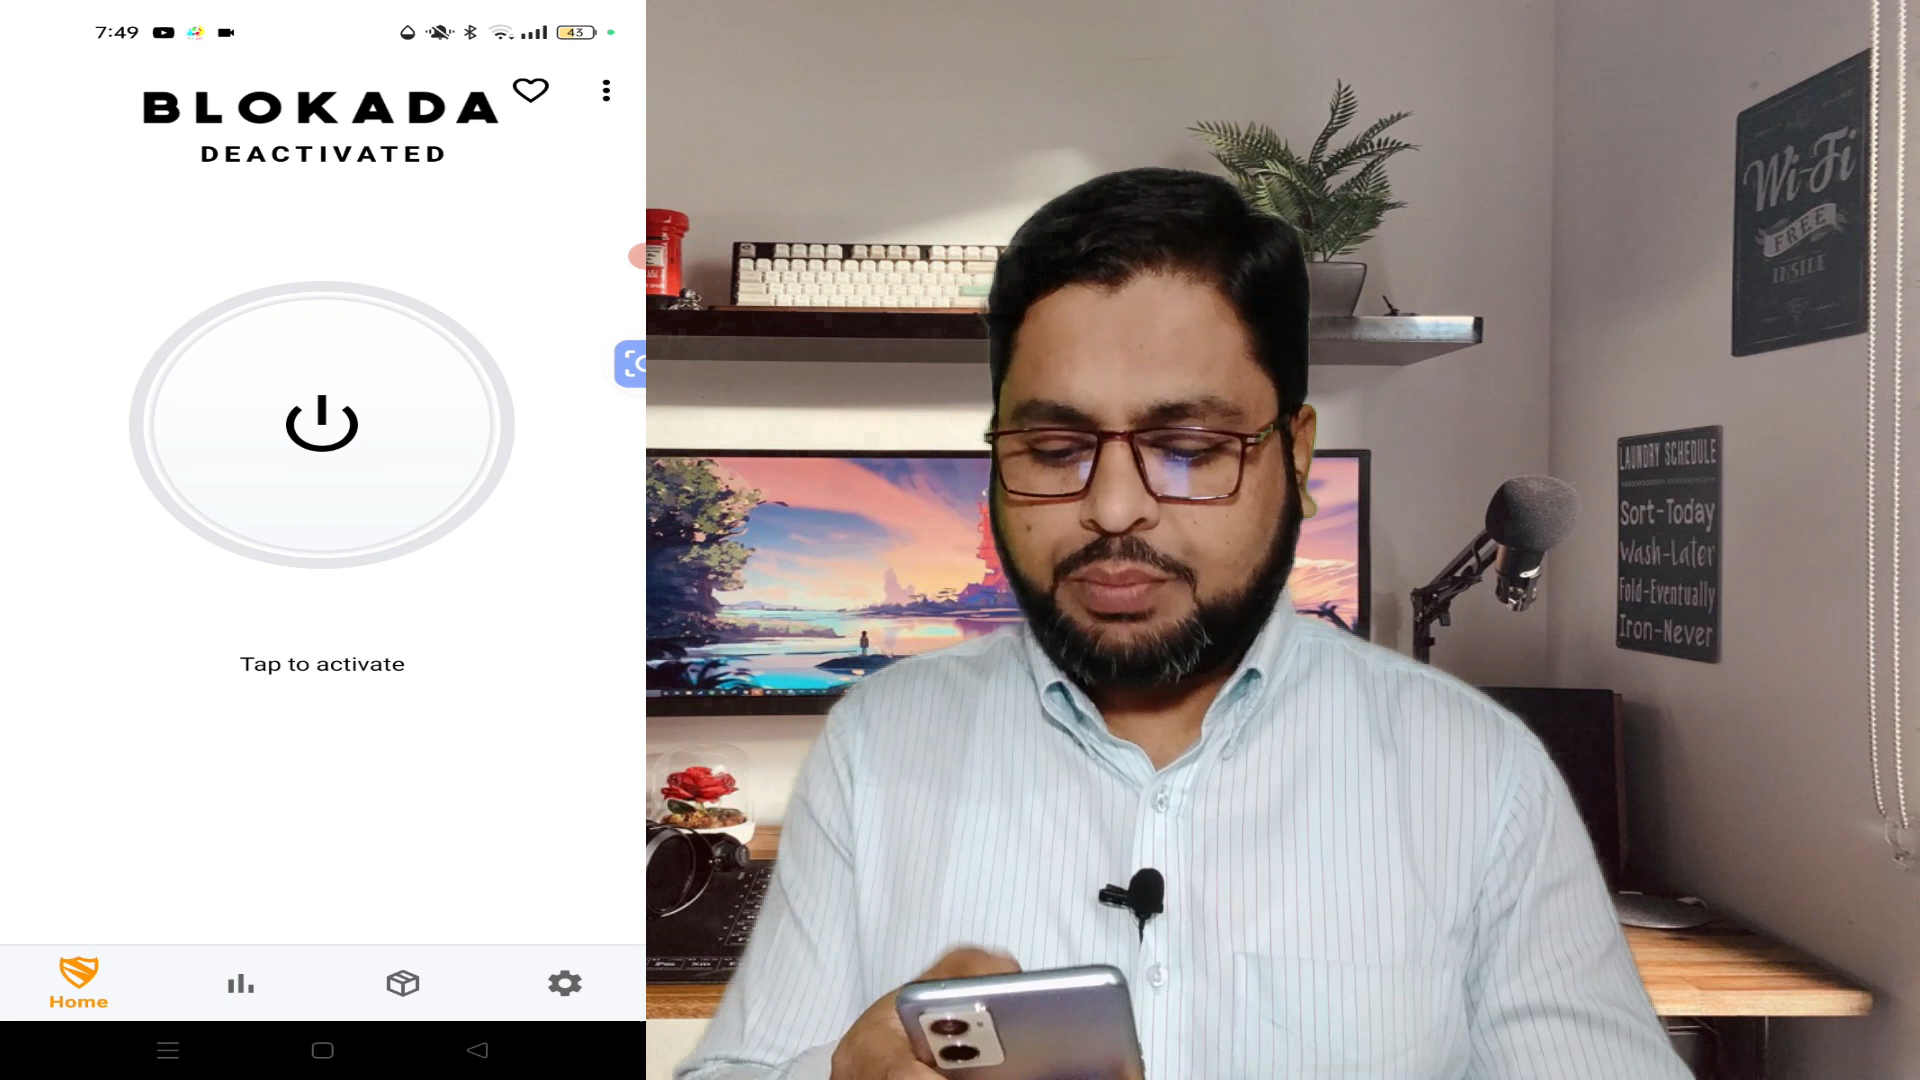 7:49
43
BLOKADA
DEACTIVATED
Tap to activate
Home
Wi-Fi
FREE
INSIDE
LAUNDRY SCHEDULE
Sort-Today
Wash-Later
Fold-Eventually
Iron-Never